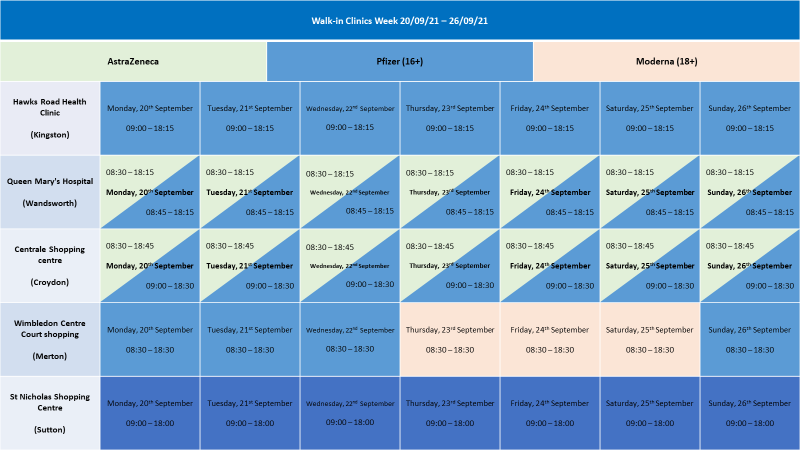 Walk-in Clinics Week 20/09/21 – 26/09/21
AstraZeneca
Pfizer (16+)
Moderna (18+)
Hawks Road Health
Clinic
(Kingston)
Monday, 20th September
09:00 – 18:15
Tuesday, 21st September
09:00 – 18:15
Wednesday, 22nd September
09:00 – 18:15
Thursday, 23rd September
09:00 – 18:15
Friday, 24th September
09:00 – 18:15
Saturday, 25th September
09:00 – 18:15
Sunday, 26th September
09:00 – 18:15
Queen Mary's Hospital
(Wandsworth)
08:30 – 18:15
Monday, 20th September
08:45 – 18:15
08:30 – 18:15
Tuesday, 21st September
08:45 – 18:15
08:30 – 18:15
Wednesday, 22nd September
08:45 – 18:15
08:30 – 18:15
Thursday, 23rd September
08:45 – 18:15
08:30 – 18:15
Friday, 24th September
08:45 – 18:15
08:30 – 18:15
Saturday, 25th September
08:45 – 18:15
08:30 – 18:15
Sunday, 26th September
08:45 – 18:15
Centrale Shopping
centre
(Croydon)
08:30 – 18:45
Monday, 20th September
09:00 – 18:30
08:30 – 18:45
Tuesday, 21st September
09:00 – 18:30
08:30 – 18:45
Wednesday, 22nd September
09:00 – 18:30
08:30 – 18:45
Thursday, 23rd September
09:00 – 18:30
08:30 – 18:45
Friday, 24th September
09:00 – 18:30
08:30 – 18:45
Saturday, 25th September
09:00 – 18:30
08:30 – 18:45
Sunday, 26th September
09:00 – 18:30
Wimbledon Centre
Court shopping
(Merton)
Monday, 20th September
08:30 – 18:30
Tuesday, 21st September
08:30 – 18:30
Wednesday, 22nd September
08:30 – 18:30
Thursday, 23rd September
08:30 – 18:30
Friday, 24th September
08:30 – 18:30
Saturday, 25th September
08:30 – 18:30
Sunday, 26th September
08:30 – 18:30
St Nicholas Shopping
Centre
(Sutton)
Monday, 20th September
09:00 – 18:00
Tuesday, 21st September
09:00 – 18:00
Wednesday, 22nd September
09:00 – 18:00
Thursday, 23rd September
09:00 – 18:00
Friday, 24th September
09:00 – 18:00
Saturday, 25th September
09:00 – 18:00
Sunday, 26th September
09:00 – 18:00